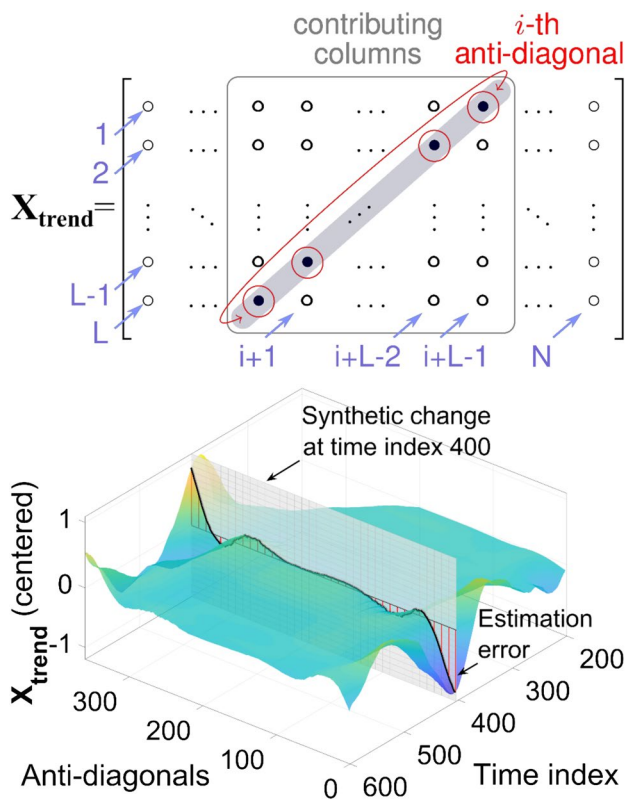 contributing
columns
i-th
anti-diagonal
1
2
X_trend=
L-1
L
i+1
i+L-2
i+L-1
N
Synthetic change
at time index 400
X_trend (centered)
1
0
-1
Estimation
error
300
200
100
0
Anti-diagonals
600
500
400
300
200
Time index